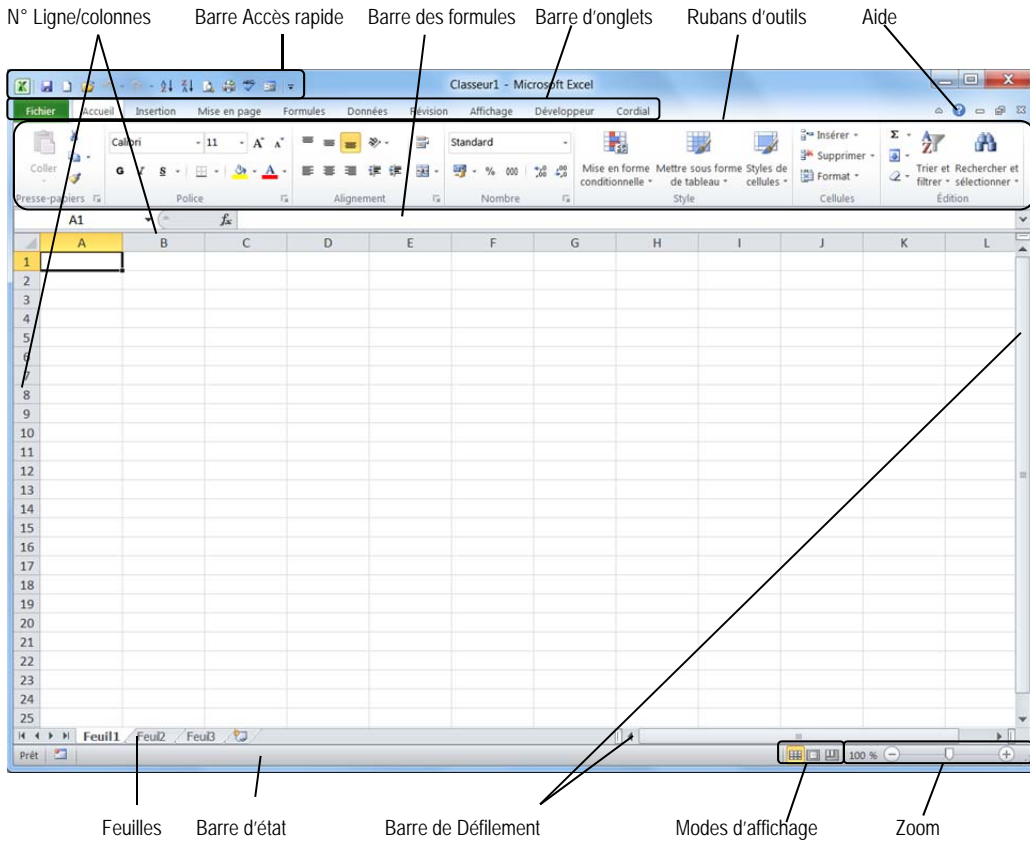 N° Ligne/colonnes Barre Accès rapide Barre des formules Barre d'onglets Rubans d'outils Aide
Classeur1 - Microsoft Excel
Fichier Accueil Insertion Mise en page Formules Données Révision Affichage Développeur Cordial
Calibri 11 A A Standard Insérer Σ
Supprimer
Coller G I S % 000 Mise en forme Mettre sous forme Styles de Format Trier et Rechercher et
conditionnelle de tableau cellules filtrer sélectionner
Presse-papiers Police Alignement Nombre Style Cellules Édition
A1 fx
A B C D E F G H I J K L
1
2
3
4
5
6
7
8
9
10
11
12
13
14
15
16
17
18
19
20
21
22
23
24
25
Feuil1 Feuil2 Feuil3
Prêt 100 %
Feuilles Barre d'état Barre de Défilement Modes d'affichage Zoom